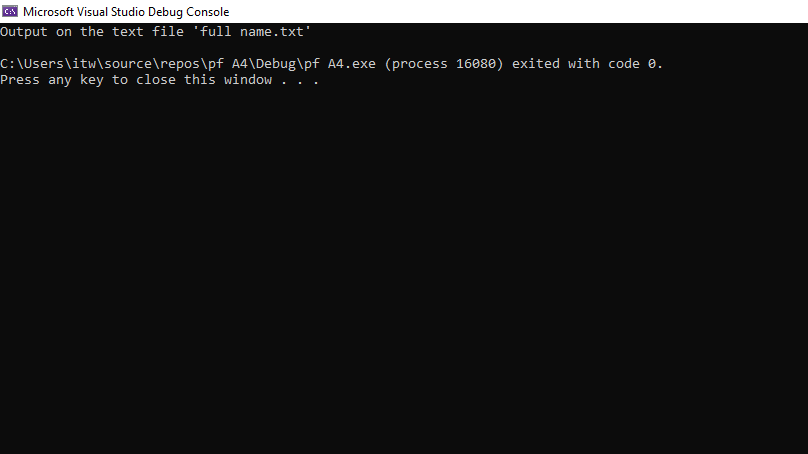 C:\
Microsoft Visual Studio Debug Console
Output on the text file 'full name.txt'
C:\Users\itw\source\repos\pf A4\Debug\pf A4.exe (process 16080) exited with code 0.
Press any key to close this window . . .